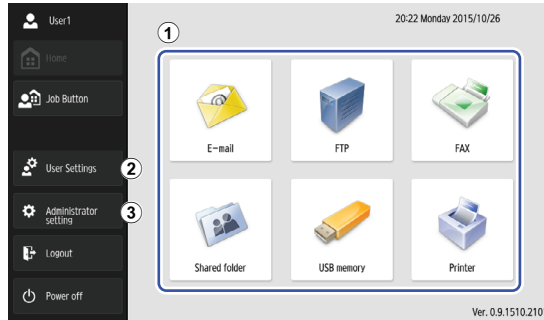 User1
20:22 Monday 2015/10/26
1
Home
Job Button
E-mail
FTP
FAX
User Settings
2
Administrator
setting
3
Logout
Shared folder
USB memory
Printer
Power off
Ver. 0.9.1510.210